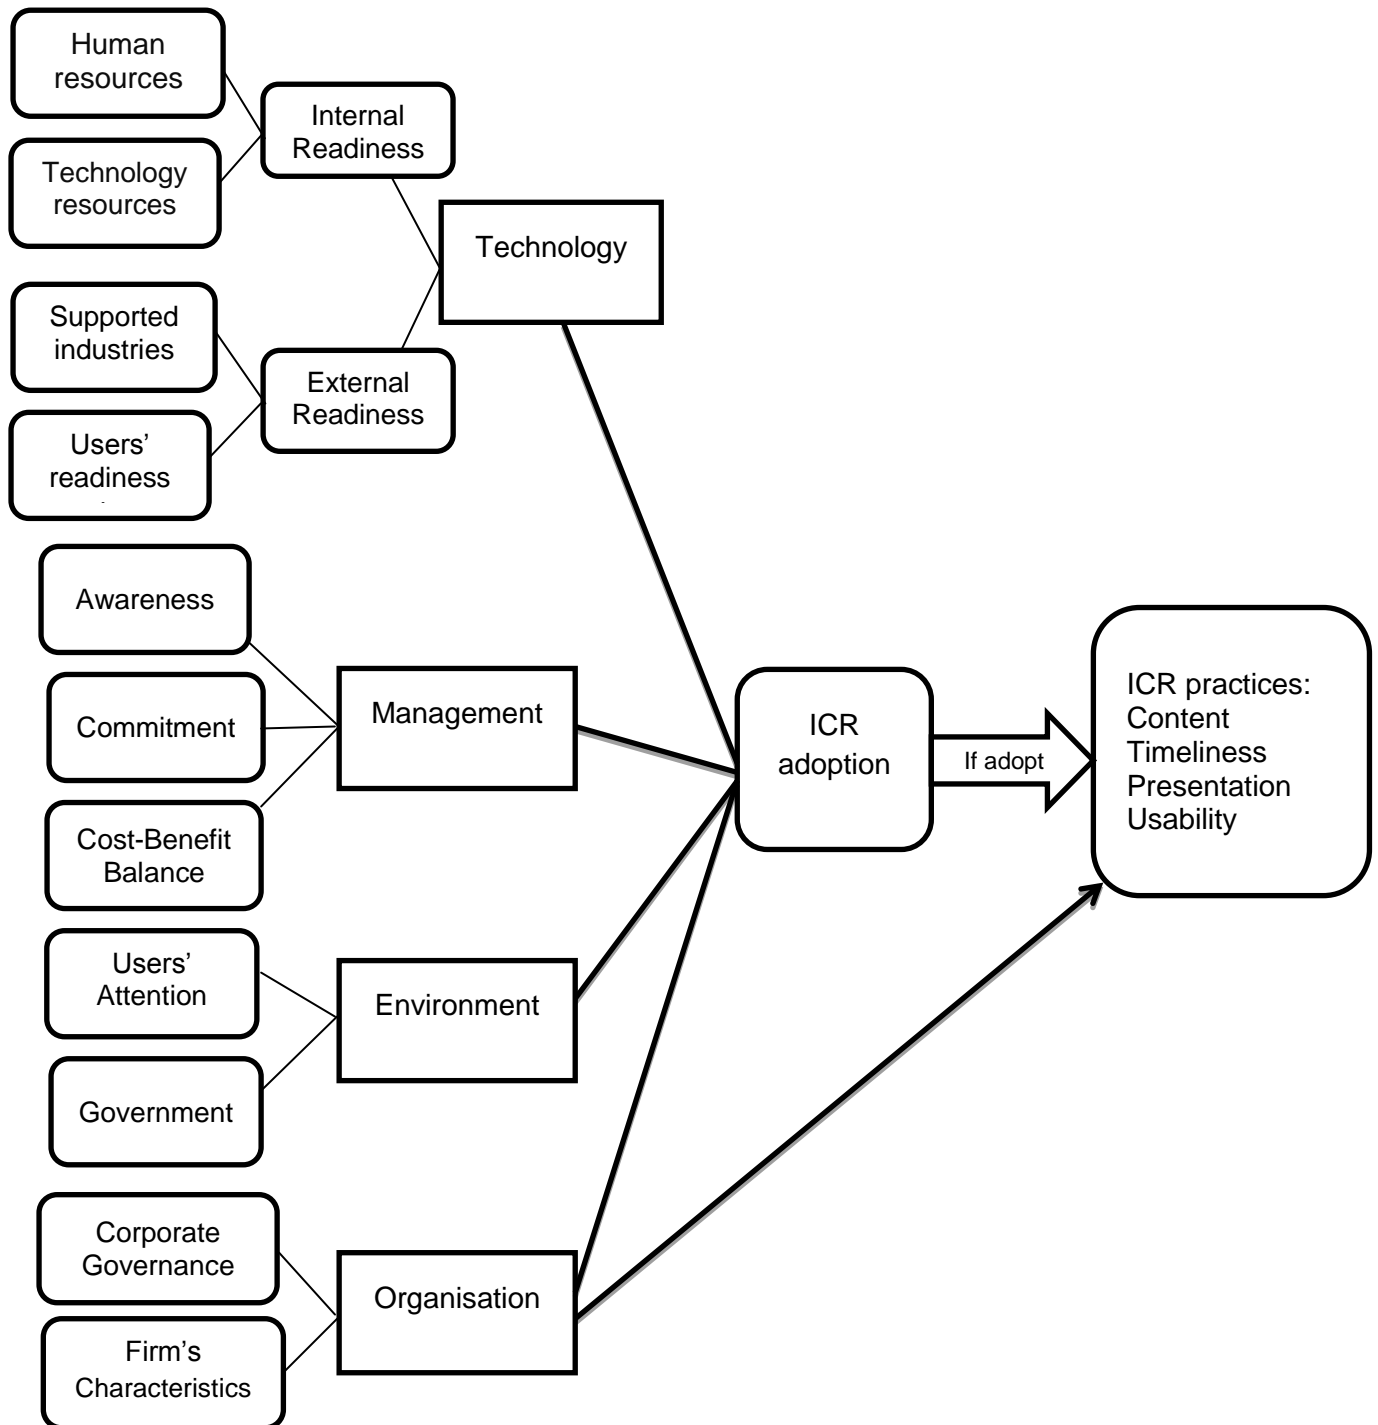 Human
resources
Internal
Readiness
Technology
resources
Technology
Supported
industries
External
Readiness
Users’
readiness
Awareness
Management
Commitment
Cost-Benefit
Balance
ICR
adoption
If adopt
ICR practices:
Content
Timeliness
Presentation
Usability
Users’
Attention
Environment
Government
Corporate
Governance
Organisation
Firm’s
Characteristics